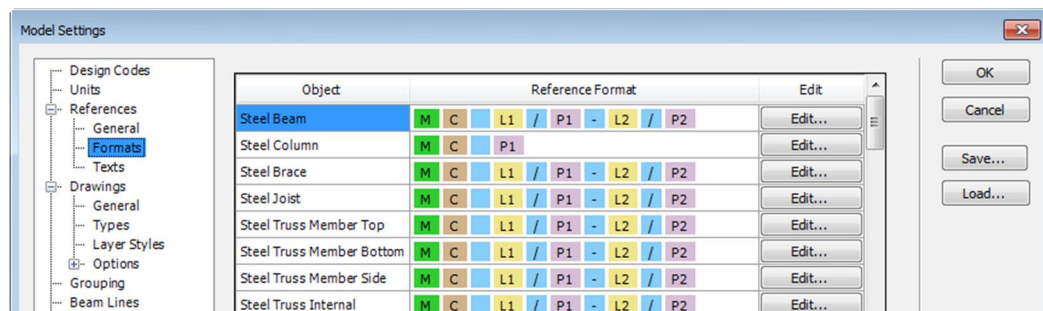 Model Settings
Design Codes
Units
References
General
Formats
Texts
Drawings
General
Types
Layer Styles
Options
Grouping
Beam Lines
Object Reference Format Edit
Steel Beam M C L1 / P1 - L2 / P2 Edit...
Steel Column M C P1 Edit...
Steel Brace M C L1 / P1 - L2 / P2 Edit...
Steel Joist M C L1 / P1 - L2 / P2 Edit...
Steel Truss Member Top M C L1 / P1 - L2 / P2 Edit...
Steel Truss Member Bottom M C L1 / P1 - L2 / P2 Edit...
Steel Truss Member Side M C L1 / P1 - L2 / P2 Edit...
Steel Truss Internal M C L1 / P1 - L2 / P2 Edit...
OK
Cancel
Save...
Load...